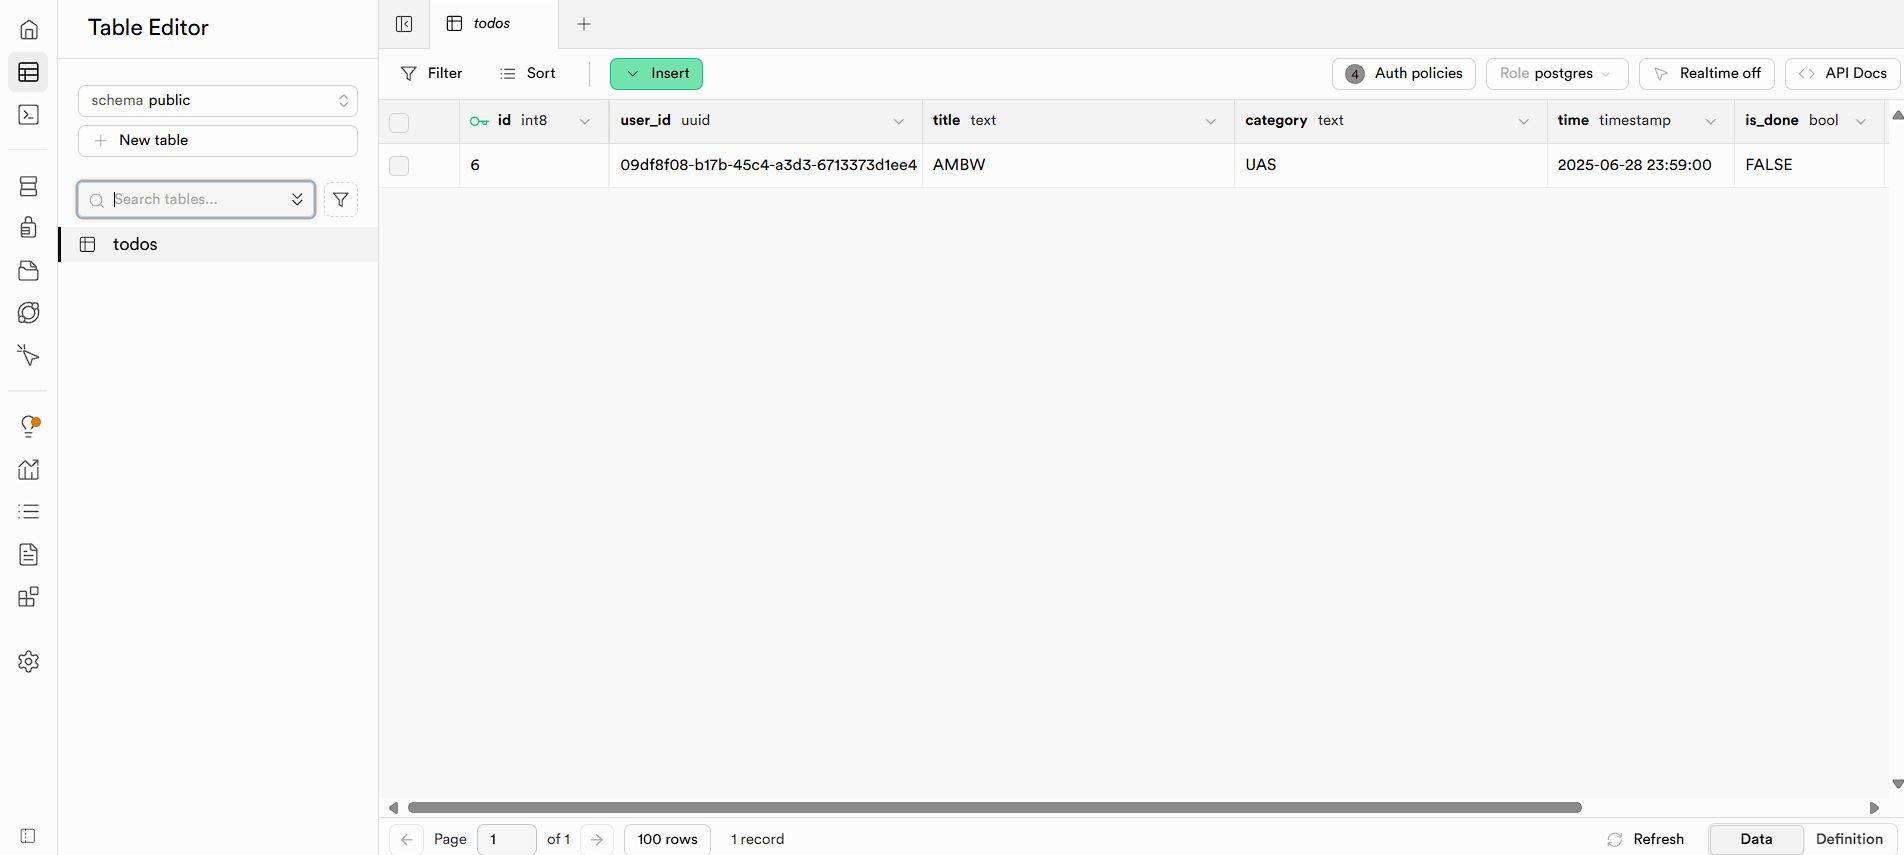 Table Editor
todos
Filter
Sort
Insert
4 Auth policies
Role postgres
Realtime off
API Docs
schema public
New table
Search tables...
todos
id int8
user_id uuid
title text
category text
time timestamp
is_done bool
6
09df8f08-b17b-45c4-a3d3-6713373d1ee4
AMBW
UAS
2025-06-28 23:59:00
FALSE
Page 1 of 1
100 rows
1 record
Refresh
Data
Definition